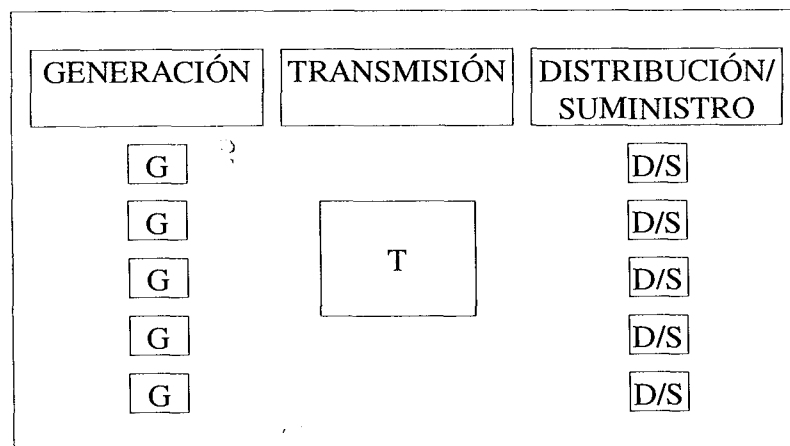 GENERACIÓN
TRANSMISIÓN
DISTRIBUCIÓN/
SUMINISTRO
G
D/S
G
D/S
T
G
D/S
G
D/S
G
D/S